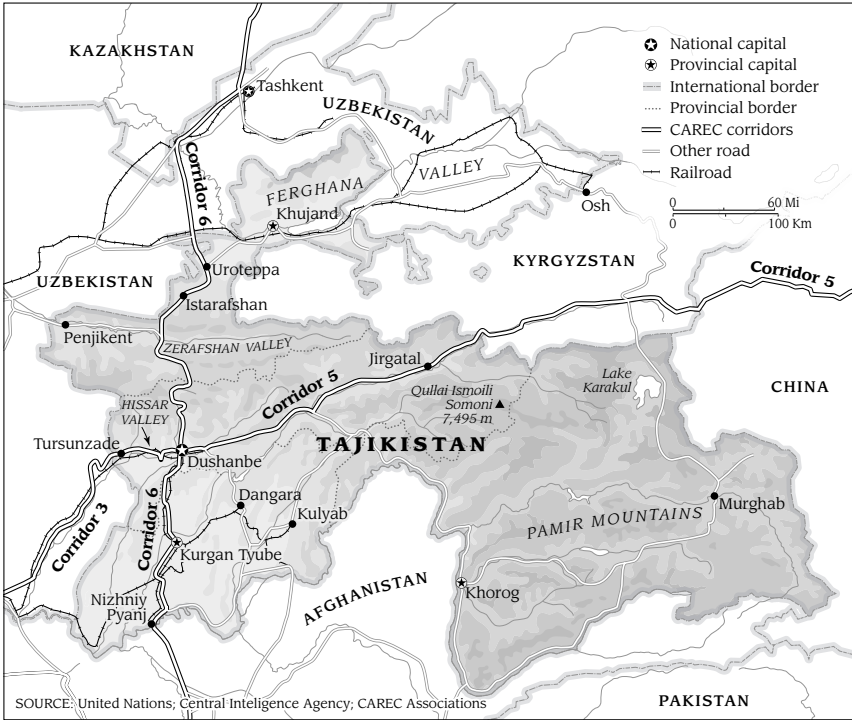 KAZAKHSTAN
Tashkent
UZBEKISTAN
National capital
Provincial capital
International border
Provincial border
CAREC corridors
Other road
Railroad
0 60 Mi
0 100 Km
Corridor 6
FERGHANA
VALLEY
Khujand
Osh
Uroteppa
UZBEKISTAN
KYRGYZSTAN
Corridor 5
Istarafshan
Penjikent
ZERAFSHAN VALLEY
Jirgatal
Lake
Karakul
CHINA
Qullai Ismoili
Somoni
7,495 m
Corridor 5
HISSAR
VALLEY
TAJIKISTAN
Tursunzade
Dushanbe
Dangara
Kulyab
Murghab
PAMIR MOUNTAINS
Corridor 3
Corridor 6
Kurgan Tyube
AFGHANISTAN
Khorog
Nizhniy
Pyanj
SOURCE: United Nations; Central Inteligence Agency; CAREC Associations
PAKISTAN